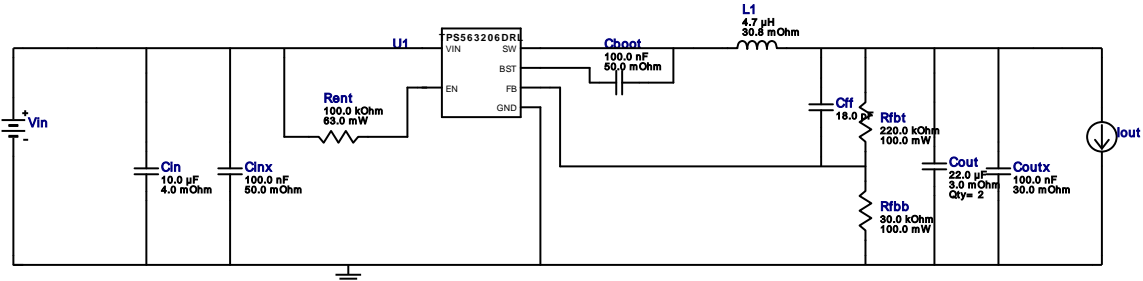 L1
4.7 µH
30.8 mOhm
TPS563206DRL
U1
VIN
SW
BST
EN
FB
GND
Cboot
100.0 nF
50.0 mOhm
Rent
100.0 kOhm
63.0 mW
Vin
+
-
Cin
10.0 µF
4.0 mOhm
Cinx
100.0 nF
50.0 mOhm
Cff
18.0 pF
Rfbt
220.0 kOhm
100.0 mW
Rfbb
30.0 kOhm
100.0 mW
Cout
22.0 µF
3.0 mOhm
Qty= 2
Coutx
100.0 nF
30.0 mOhm
Iout